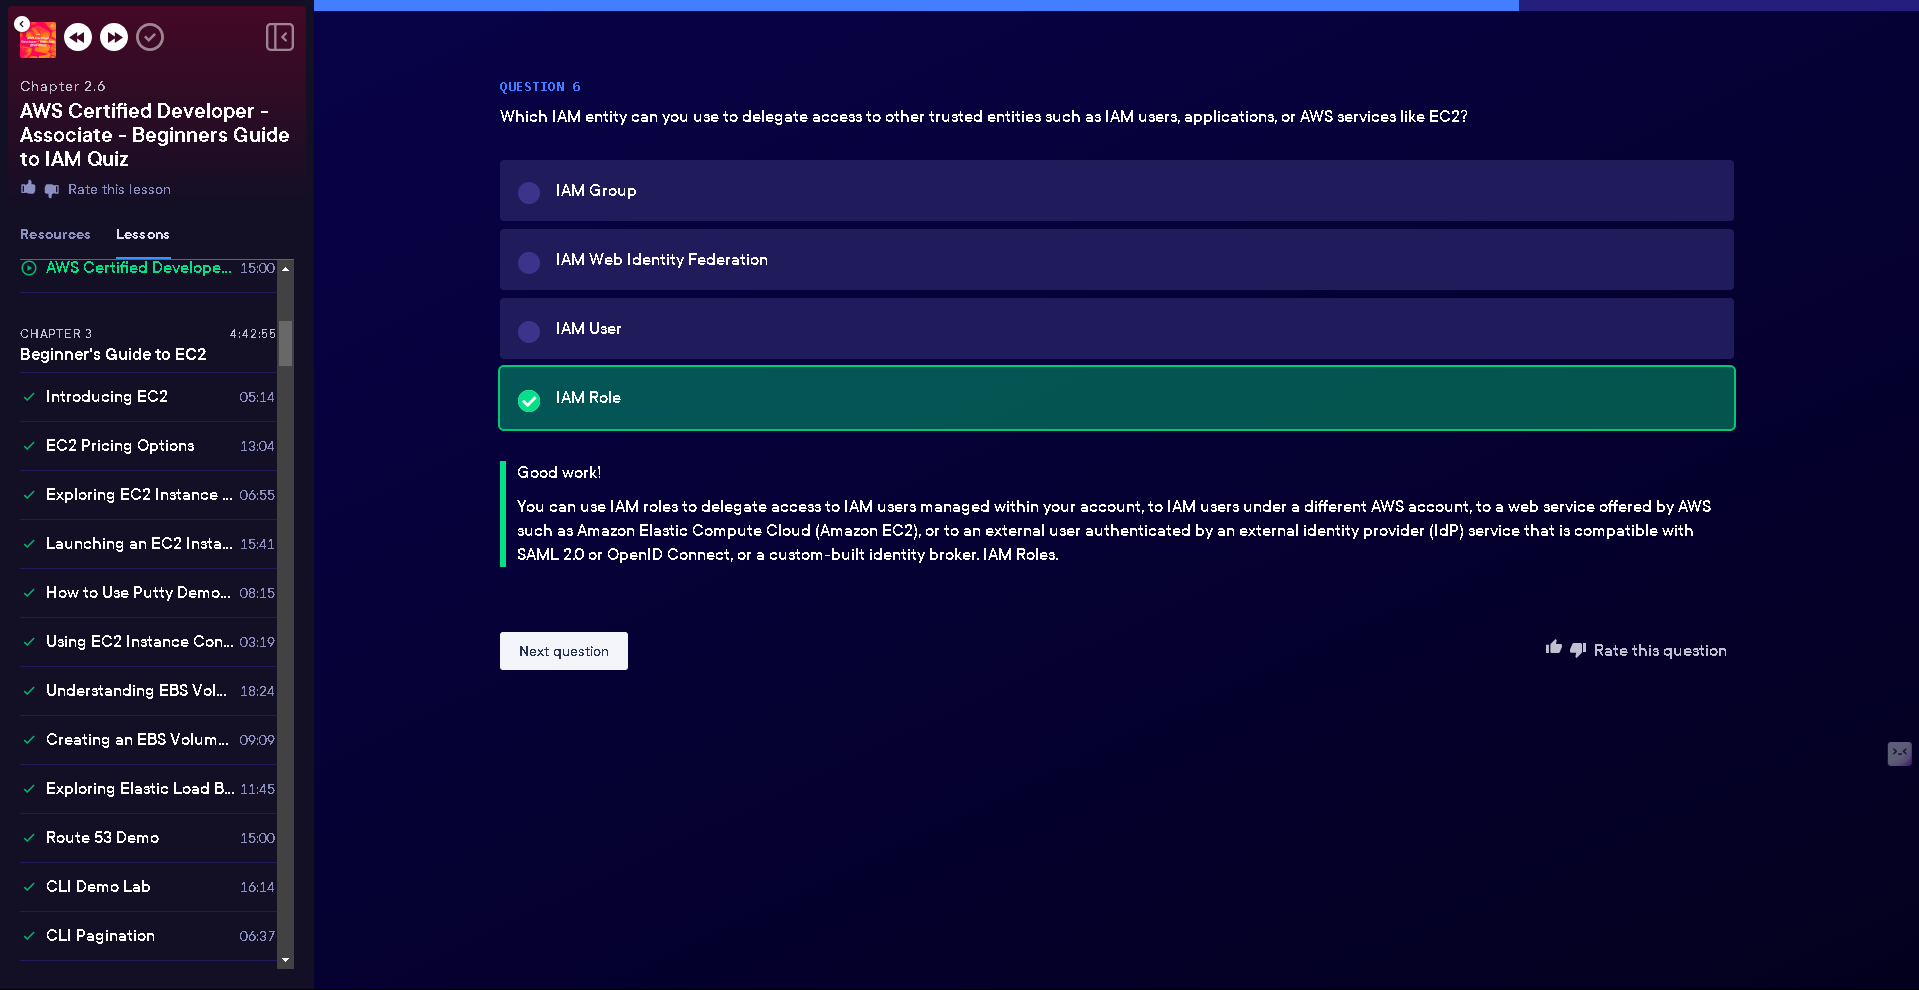 Chapter 2.6
AWS Certified Developer -
Associate - Beginners Guide
to IAM Quiz
Rate this lesson
Resources
Lessons
AWS Certified Develope... 15:00
CHAPTER 3 4:42:55
Beginner's Guide to EC2
Introducing EC2 05:14
EC2 Pricing Options 13:04
Exploring EC2 Instance ... 06:55
Launching an EC2 Insta... 15:41
How to Use Putty Demo... 08:15
Using EC2 Instance Con... 03:19
Understanding EBS Vol... 18:24
Creating an EBS Volum... 09:09
Exploring Elastic Load B... 11:45
Route 53 Demo 15:00
CLI Demo Lab 16:14
CLI Pagination 06:37
QUESTION 6
Which IAM entity can you use to delegate access to other trusted entities such as IAM users, applications, or AWS services like EC2?
IAM Group
IAM Web Identity Federation
IAM User
IAM Role
Good work!
You can use IAM roles to delegate access to IAM users managed within your account, to IAM users under a different AWS account, to a web service offered by AWS
such as Amazon Elastic Compute Cloud (Amazon EC2), or to an external user authenticated by an external identity provider (IdP) service that is compatible with
SAML 2.0 or OpenID Connect, or a custom-built identity broker. IAM Roles.
Next question
Rate this question